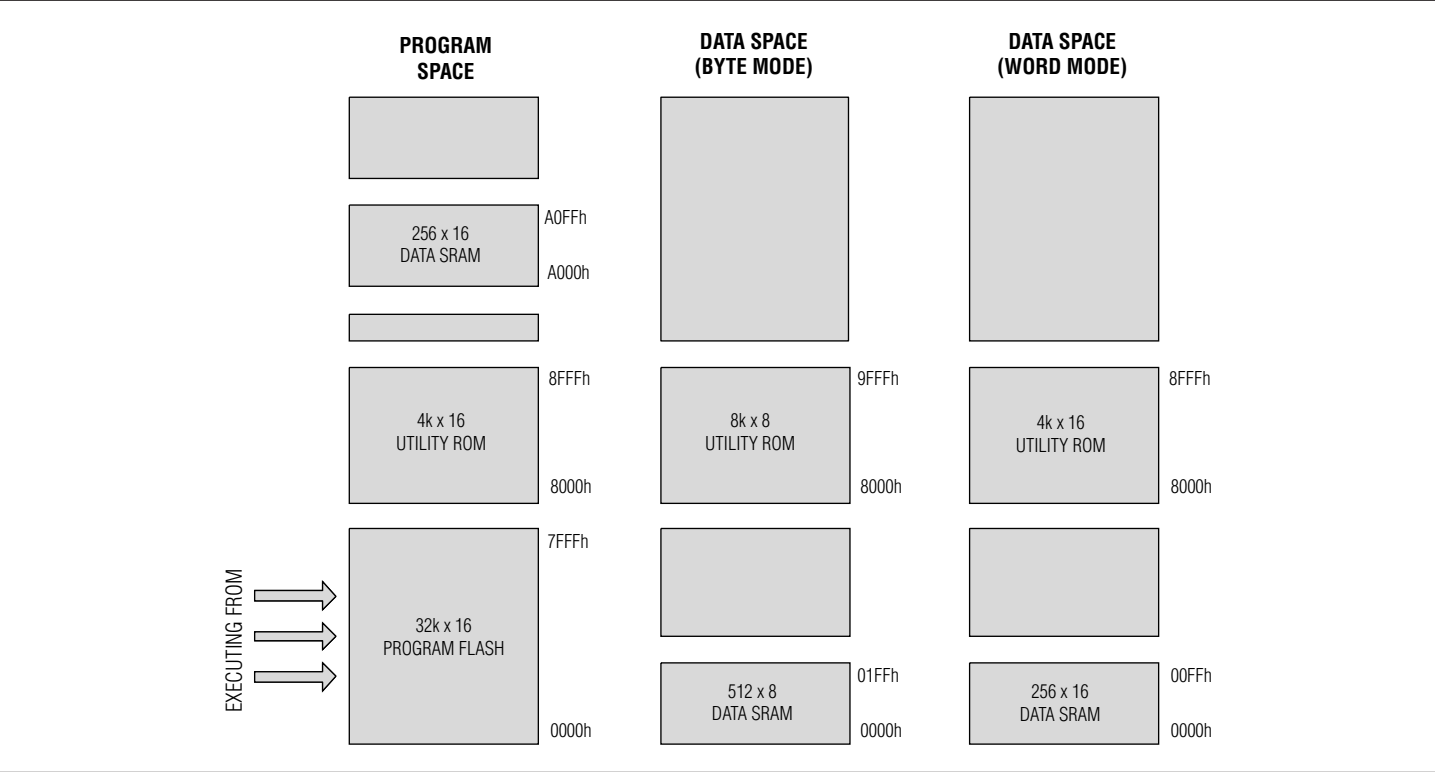 PROGRAM
SPACE
DATA SPACE
(BYTE MODE)
DATA SPACE
(WORD MODE)
256 x 16
DATA SRAM
A0FFh
A000h
4k x 16
UTILITY ROM
8FFFh
8000h
8k x 8
UTILITY ROM
9FFFh
8000h
4k x 16
UTILITY ROM
8FFFh
8000h
EXECUTING FROM
32k x 16
PROGRAM FLASH
7FFFh
0000h
512 x 8
DATA SRAM
01FFh
0000h
256 x 16
DATA SRAM
00FFh
0000h